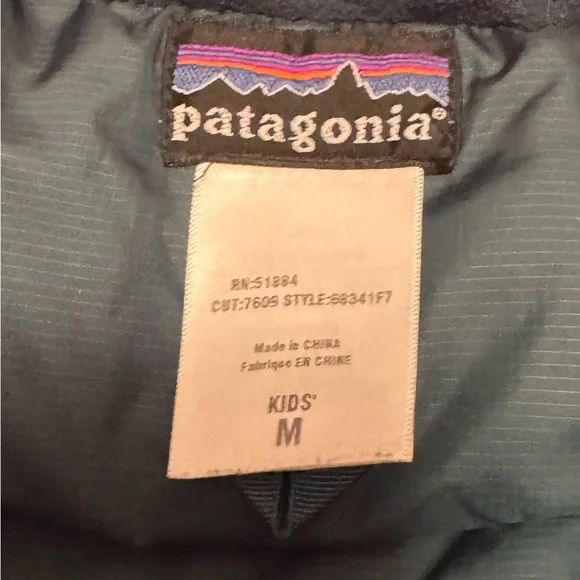 patagonia®
RN:51884
CUT:7609 STYLE:68341F7
Made in CHINA
Fabriqué EN CHINE
KIDS'
M